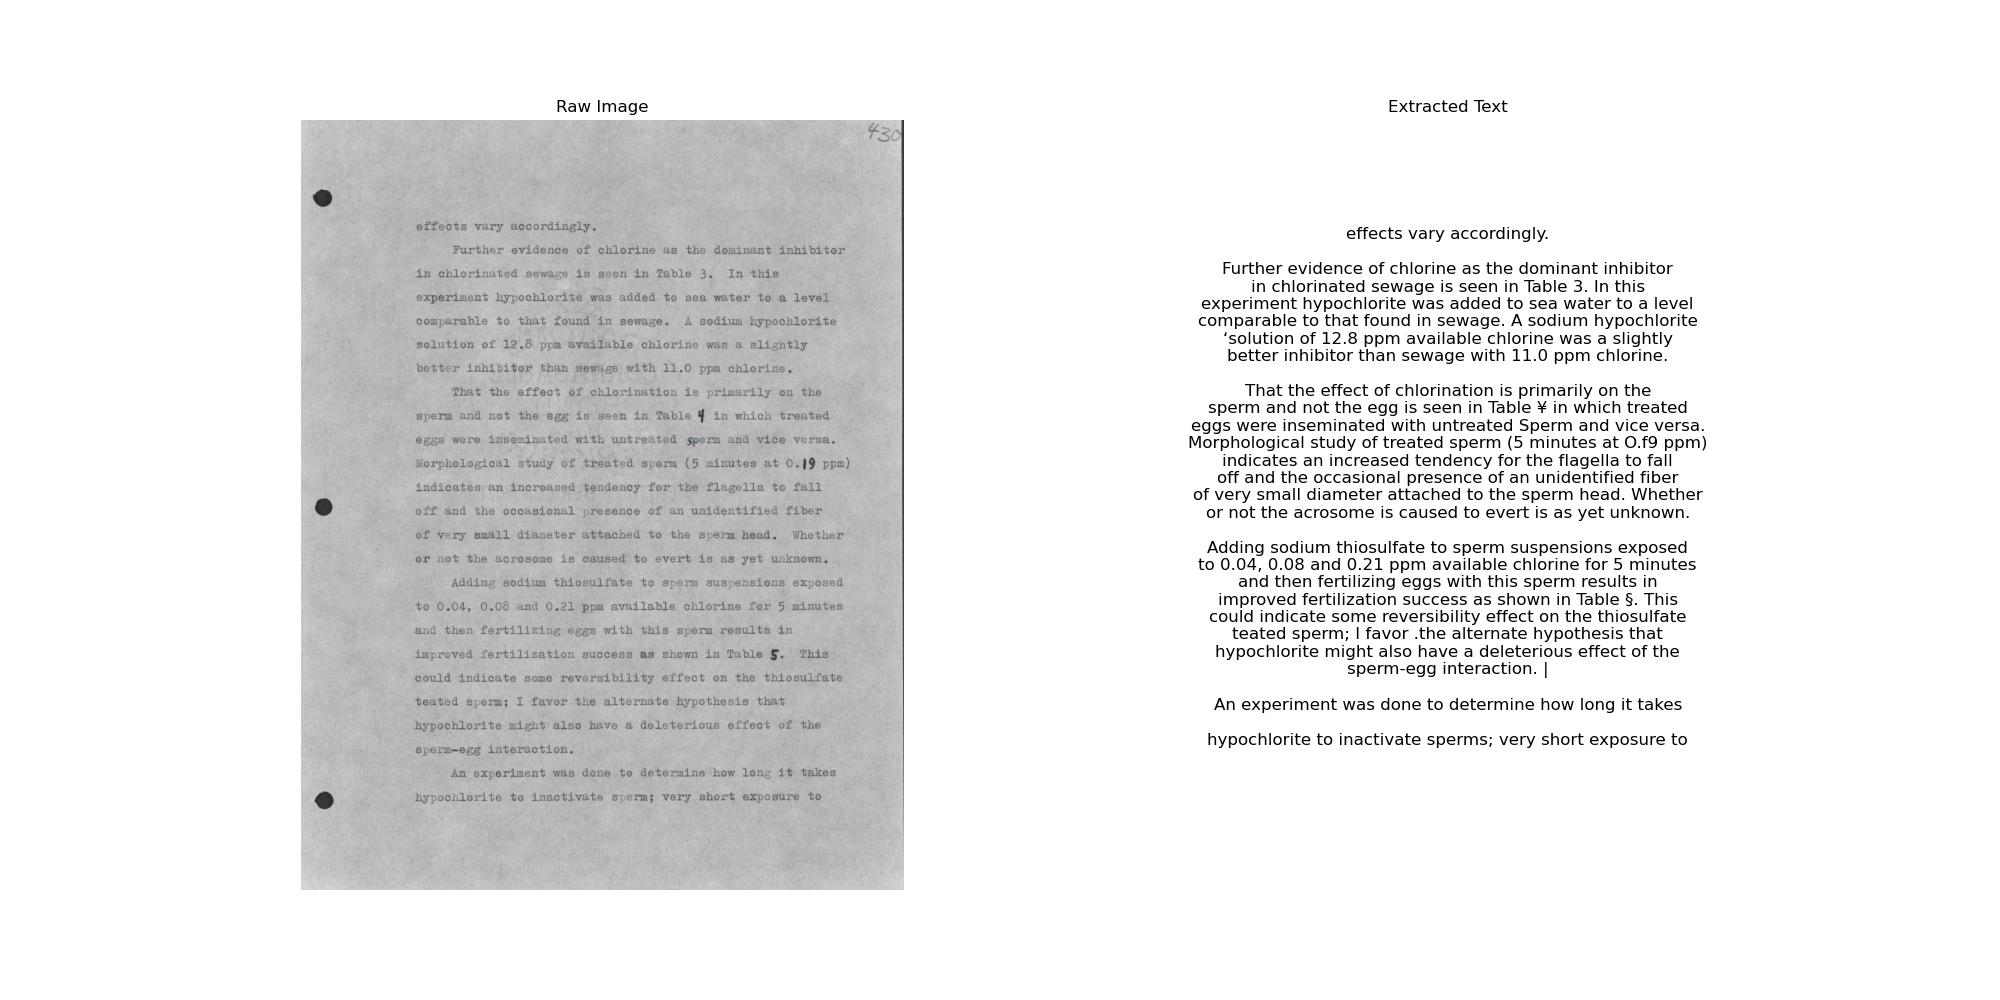 Raw Image
430
effects vary accordingly.
Further evidence of chlorine as the dominant inhibitor
in chlorinated sewage is seen in Table 3. In this
experiment hypochlorite was added to sea water to a level
comparable to that found in sewage. A sodium hypochlorite
solution of 12.8 ppm available chlorine was a slightly
better inhibitor than sewage with 11.0 ppm chlorine.
That the effect of chlorination is primarily on the
sperm and not the egg is seen in Table 4 in which treated
eggs were inseminated with untreated sperm and vice versa.
Morphological study of treated sperm (5 minutes at 0.19 ppm)
indicates an increased tendency for the flagella to fall
off and the occasional presence of an unidentified fiber
of very small diameter attached to the sperm head. Whether
or not the acrosome is caused to evert is as yet unknown.
Adding sodium thiosulfate to sperm suspensions exposed
to 0.04, 0.08 and 0.21 ppm available chlorine for 5 minutes
and then fertilizing eggs with this sperm results in
improved fertilization success as shown in Table 5. This
could indicate some reversibility effect on the thiosulfate
teated sperm; I favor the alternate hypothesis that
hypochlorite might also have a deleterious effect of the
sperm-egg interaction.
An experiment was done to determine how long it takes
hypochlorite to inactivate sperm; very short exposure to
Extracted Text
effects vary accordingly.
Further evidence of chlorine as the dominant inhibitor
in chlorinated sewage is seen in Table 3. In this
experiment hypochlorite was added to sea water to a level
comparable to that found in sewage. A sodium hypochlorite
‘solution of 12.8 ppm available chlorine was a slightly
better inhibitor than sewage with 11.0 ppm chlorine.
That the effect of chlorination is primarily on the
sperm and not the egg is seen in Table ¥ in which treated
eggs were inseminated with untreated Sperm and vice versa.
Morphological study of treated sperm (5 minutes at O.f9 ppm)
indicates an increased tendency for the flagella to fall
off and the occasional presence of an unidentified fiber
of very small diameter attached to the sperm head. Whether
or not the acrosome is caused to evert is as yet unknown.
Adding sodium thiosulfate to sperm suspensions exposed
to 0.04, 0.08 and 0.21 ppm available chlorine for 5 minutes
and then fertilizing eggs with this sperm results in
improved fertilization success as shown in Table §. This
could indicate some reversibility effect on the thiosulfate
teated sperm; I favor .the alternate hypothesis that
hypochlorite might also have a deleterious effect of the
sperm-egg interaction. |
An experiment was done to determine how long it takes
hypochlorite to inactivate sperms; very short exposure to